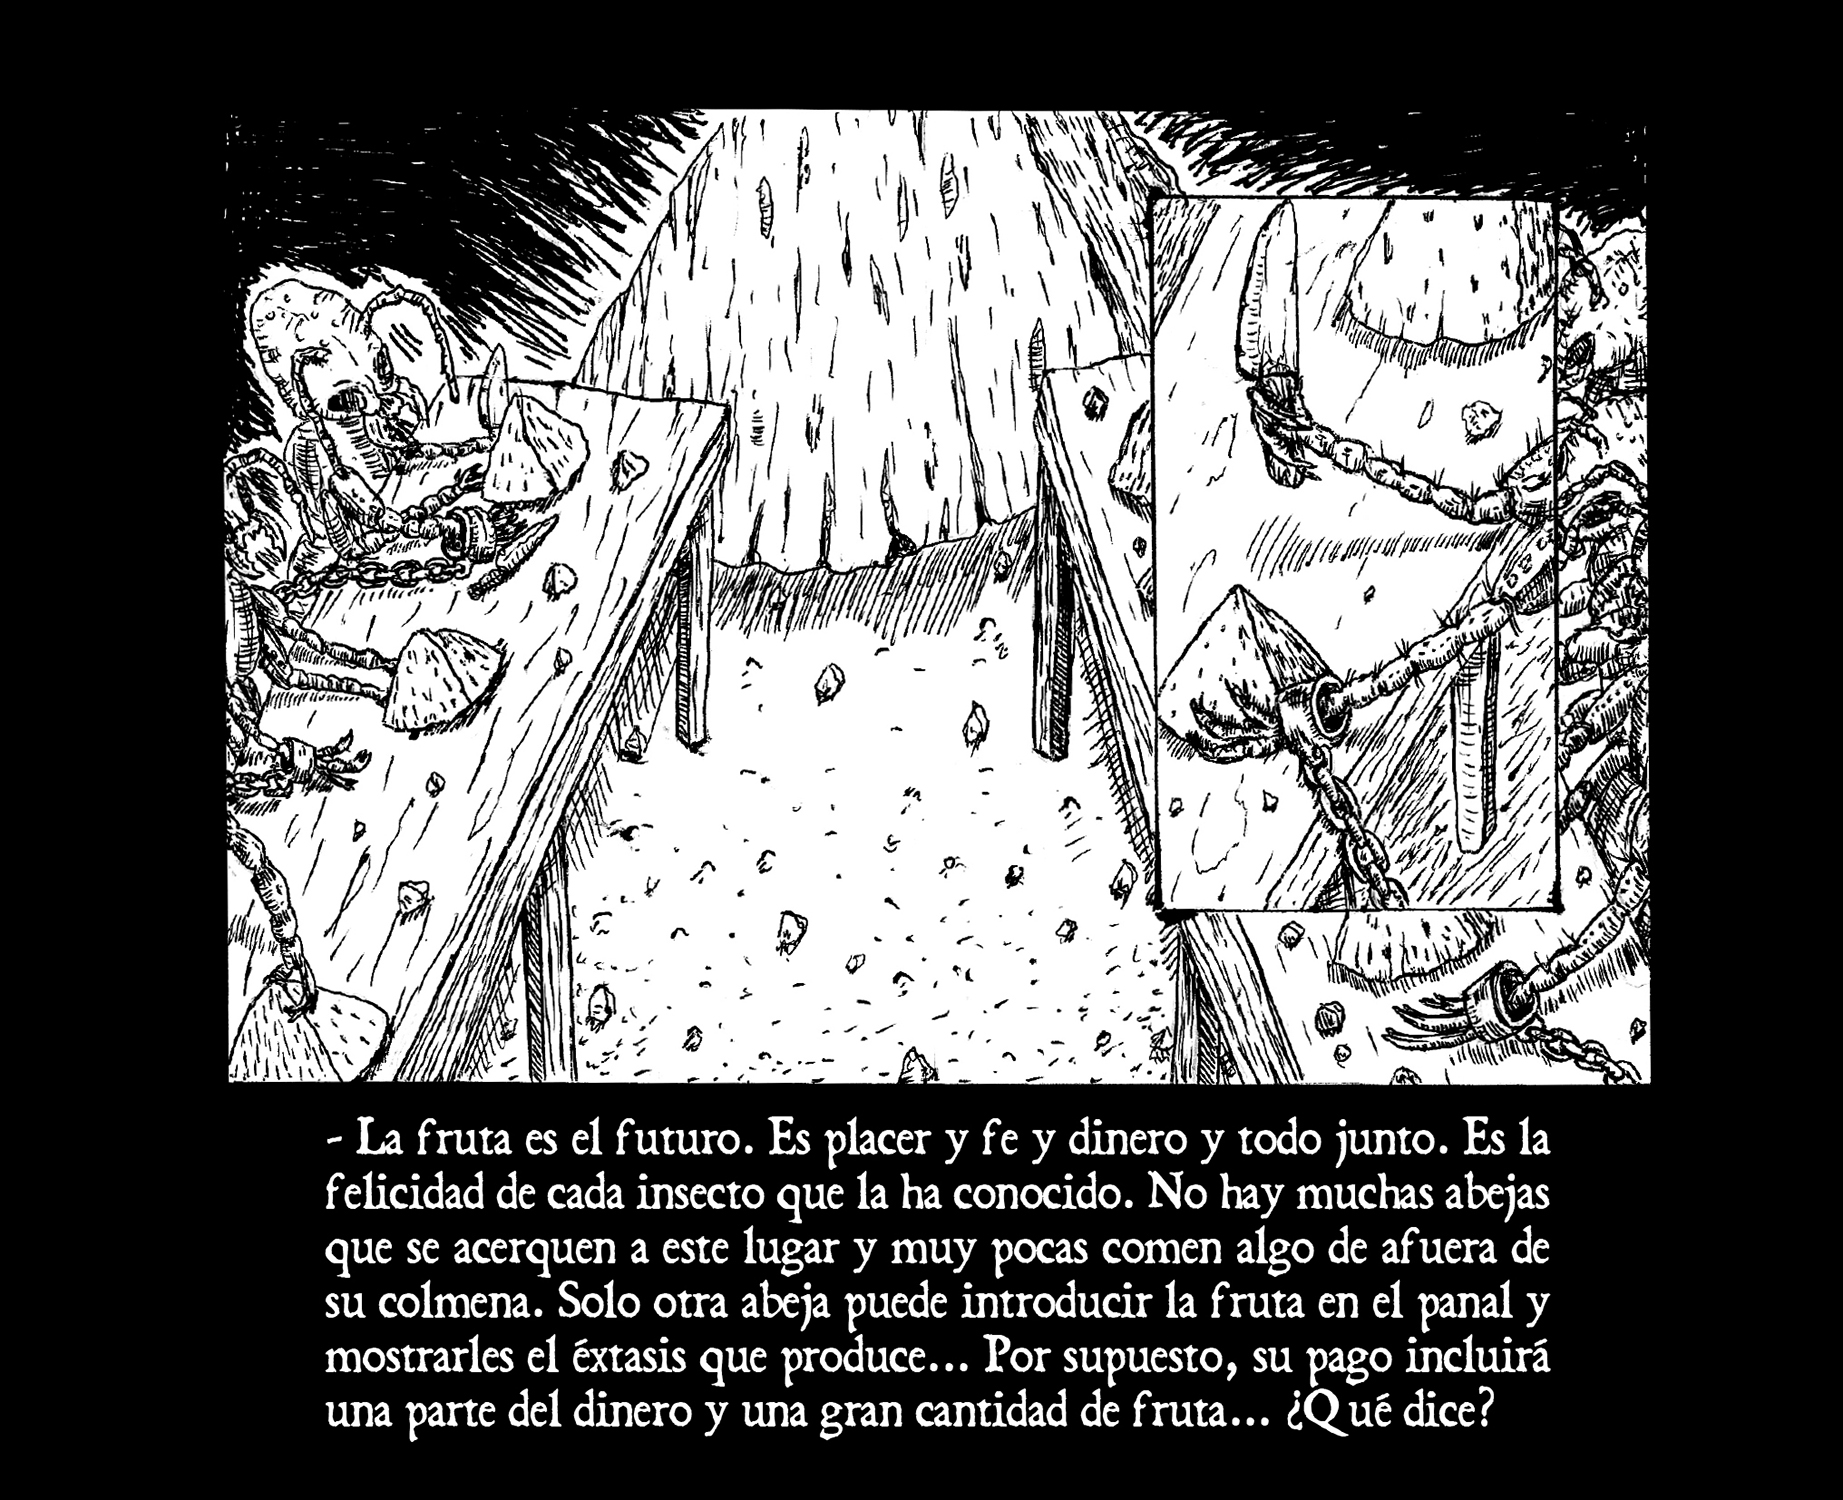 - La fruta es el futuro. Es placer y fe y dinero y todo junto. Es la
felicidad de cada insecto que la ha conocido. No hay muchas abejas
que se acerquen a este lugar y muy pocas comen algo de afuera de
su colmena. Solo otra abeja puede introducir la fruta en el panal y
mostrarles el éxtasis que produce... Por supuesto, su pago incluirá
una parte del dinero y una gran cantidad de fruta... ¿Qué dice?